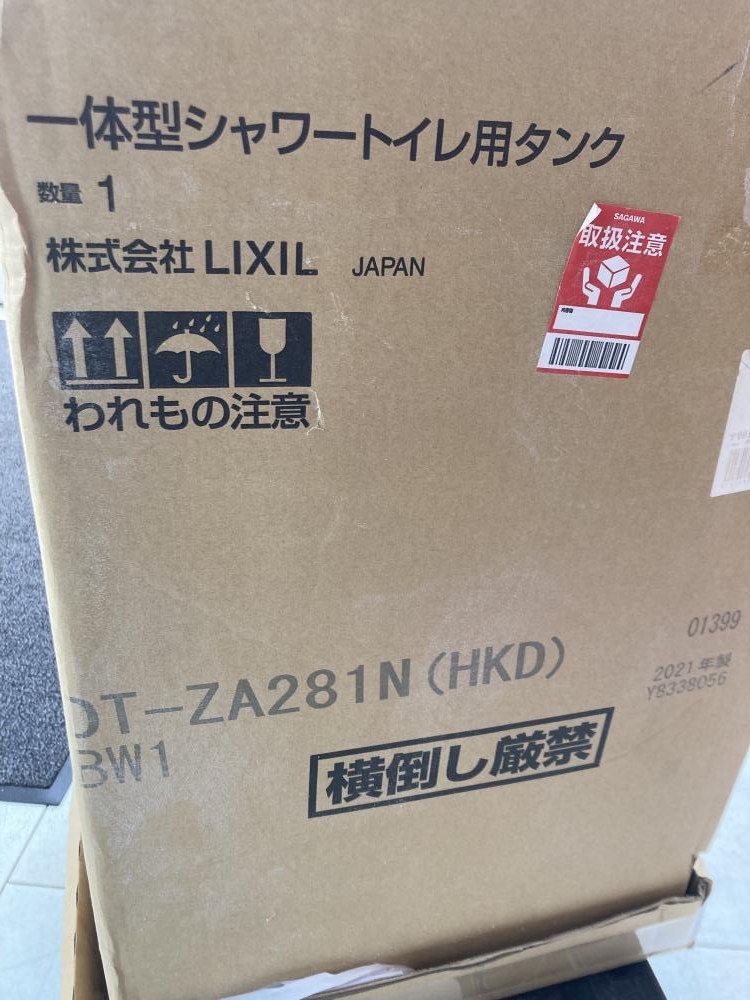 一体型シャワートイレ用タンク
数量 1
株式会社 LIXIL JAPAN
SAGAWA
取扱注意
われもの注意
01399
DT-ZA281N(HKD)
2021年製
Y8338056
BW1
横倒し厳禁